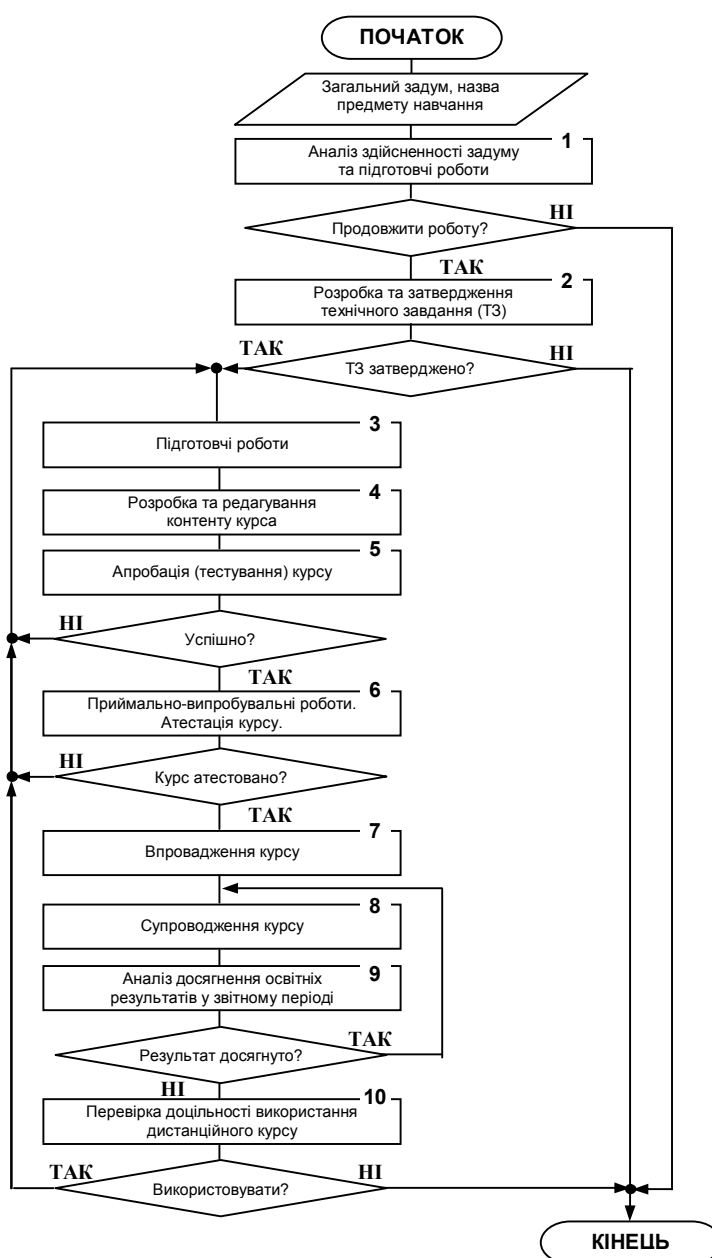 ПОЧАТОК
Загальний задум, назва
предмету навчання
1
Аналіз здійсненності задуму
та підготовчі роботи
НІ
Продовжити роботу?
ТАК
2
Розробка та затвердження
технічного завдання (ТЗ)
ТАК
НІ
ТЗ затверджено?
3
Підготовчі роботи
4
Розробка та редагування
контенту курса
5
Апробація (тестування) курсу
НІ
Успішно?
ТАК
6
Приймально-випробувальні роботи.
Атестація курсу.
НІ
Курс атестовано?
ТАК
7
Впровадження курсу
8
Супроводження курсу
9
Аналіз досягнення освітніх
результатів у звітному періоді
ТАК
Результат досягнуто?
НІ
10
Перевірка доцільності використання
дистанційного курсу
ТАК
НІ
Використовувати?
КІНЕЦЬ